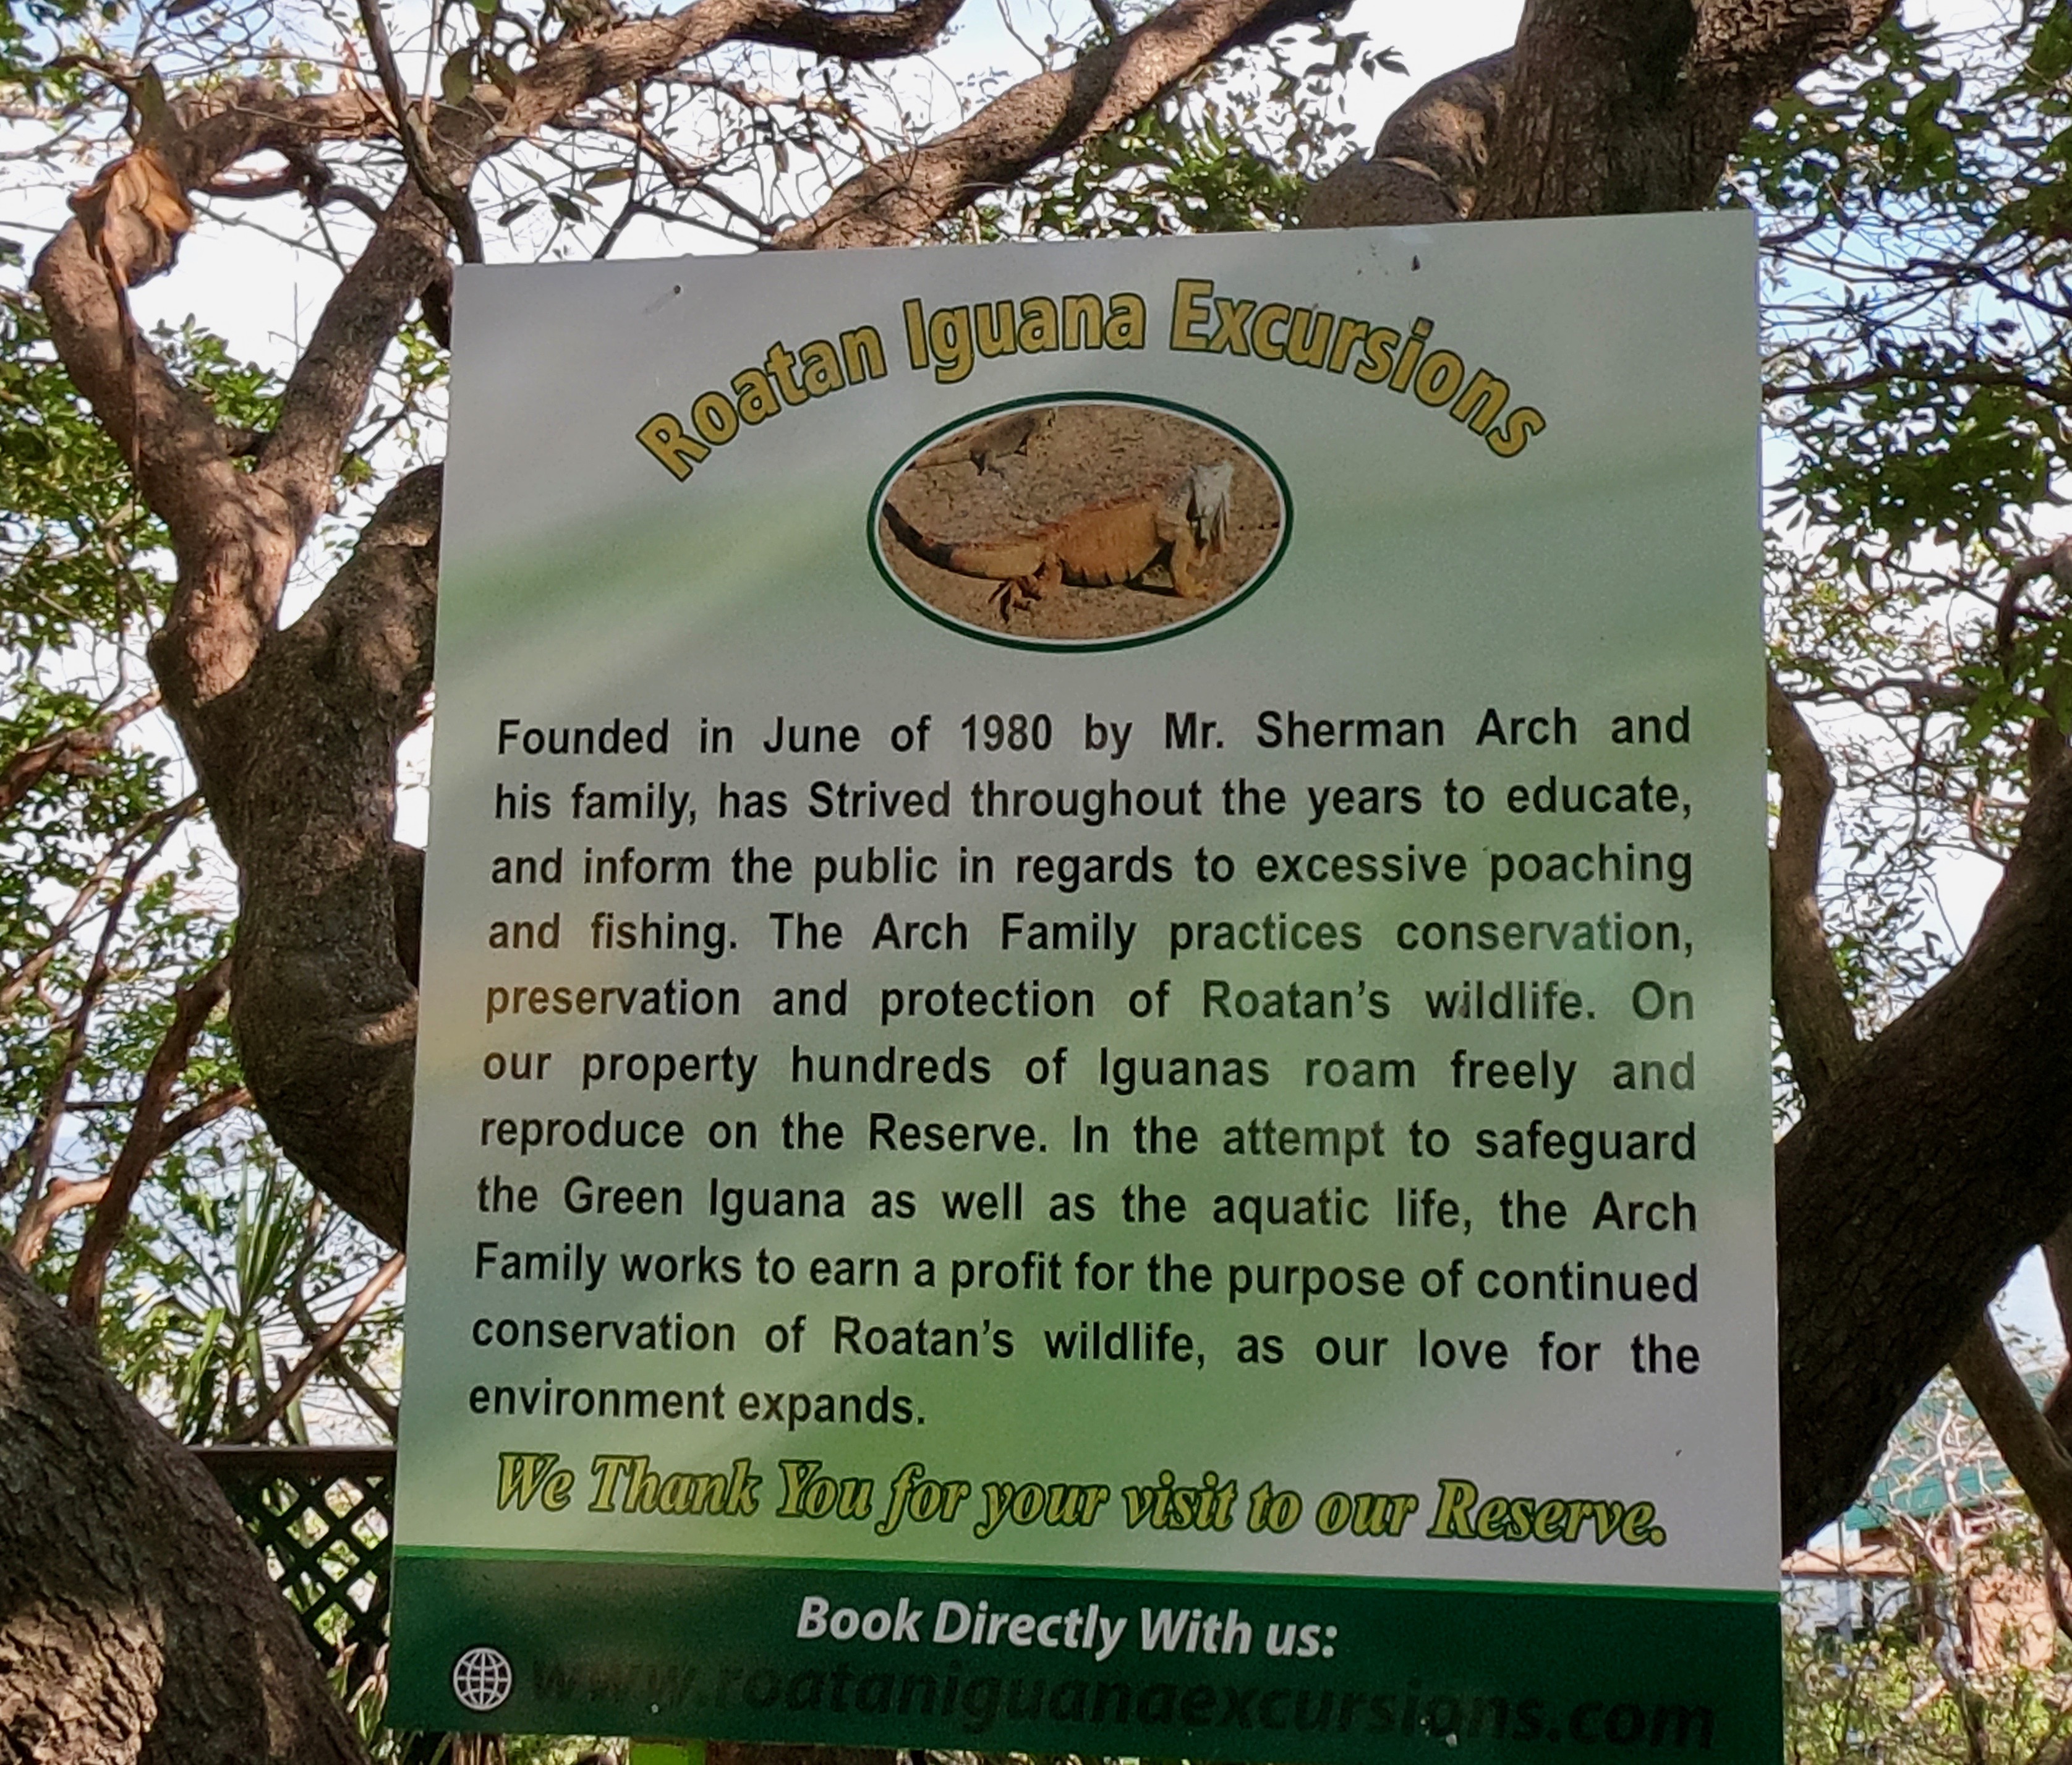 Roatan Iguana Excursions
Founded in June of 1980 by Mr. Sherman Arch and
his family, has Strived throughout the years to educate,
and inform the public in regards to excessive poaching
and fishing. The Arch Family practices conservation,
preservation and protection of Roatan's wildlife. On
our property hundreds of Iguanas roam freely and
reproduce on the Reserve. In the attempt to safeguard
the Green Iguana as well as the aquatic life, the Arch
Family works to earn a profit for the purpose of continued
conservation of Roatan's wildlife, as our love for the
environment expands.
We Thank You for your visit to our Reserve.
Book Directly With us:
www.roataniguanaexcursions.com